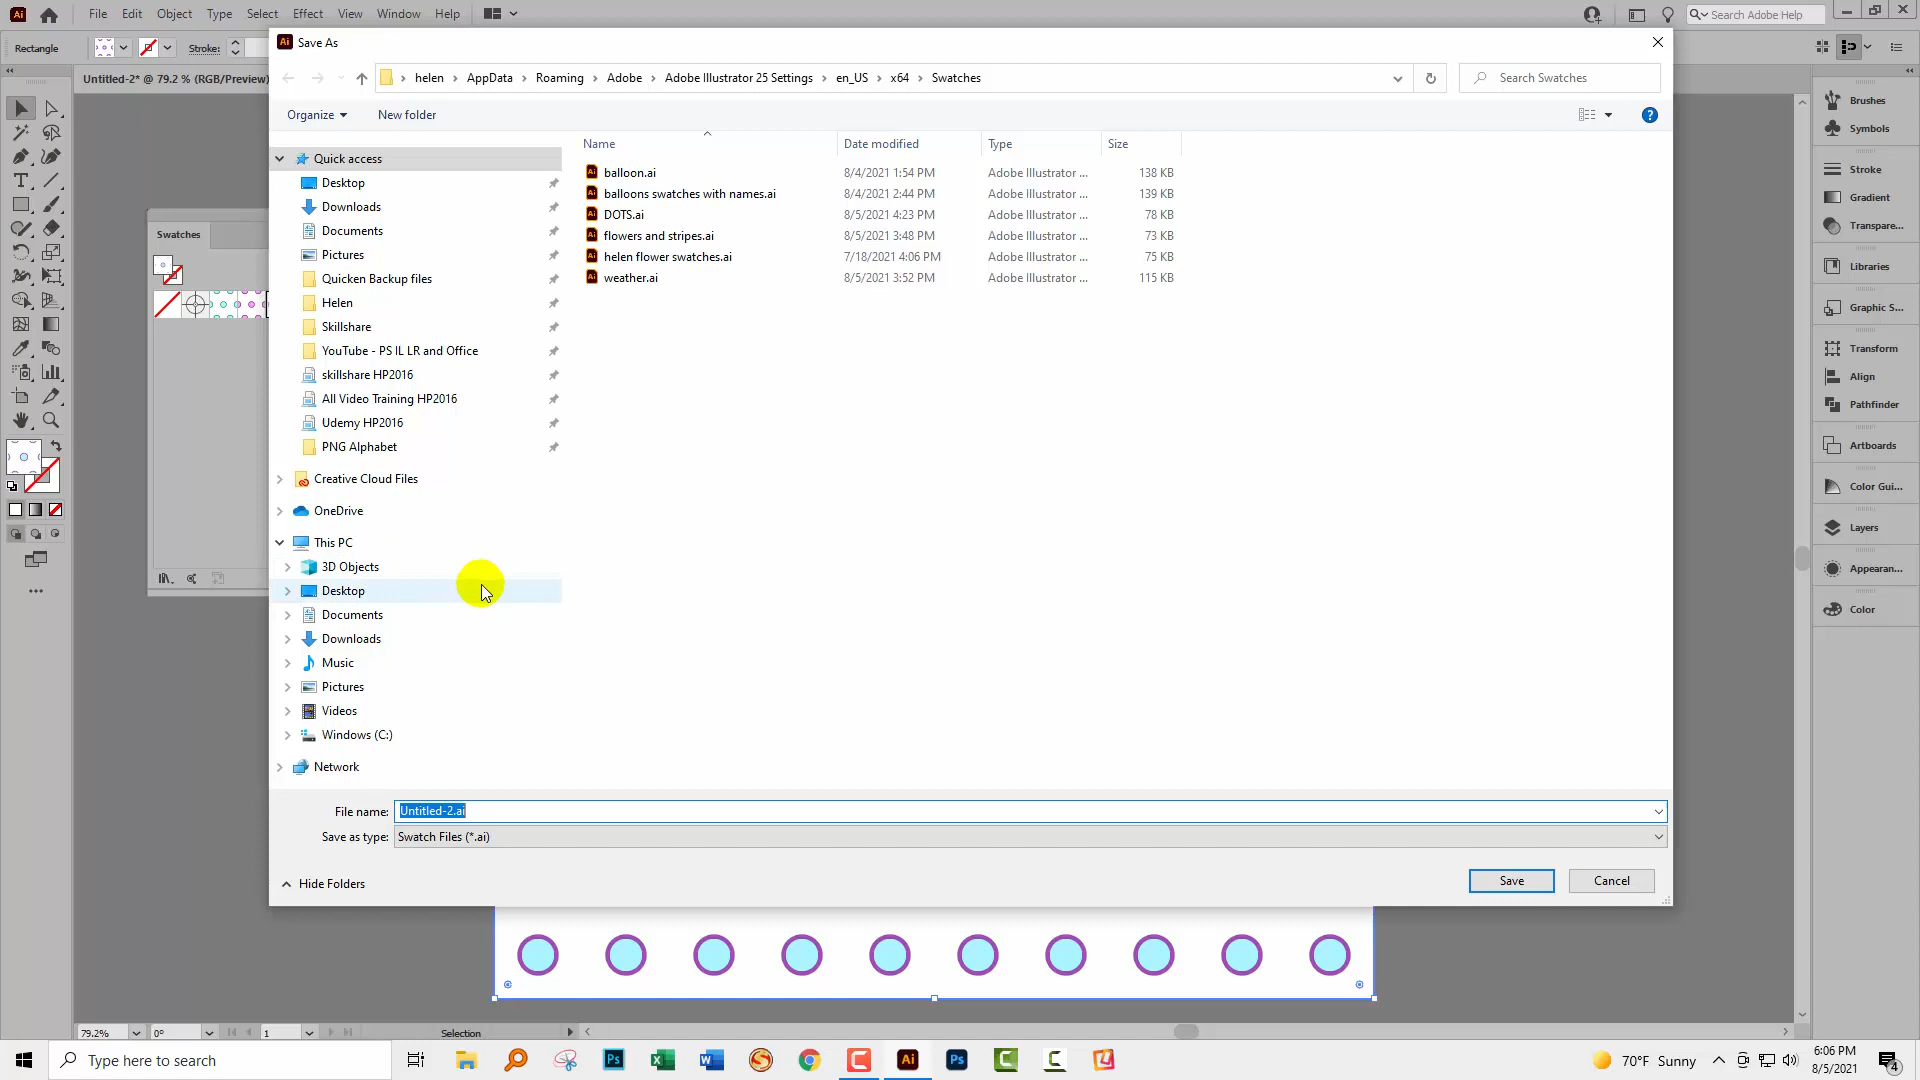 Ai File Edit Object Type Select Effect View Window Help Search Adobe Help
Rectangle Stroke:
Untitled-2* @ 79.2 % (RGB/Preview)
Ai Save As
helen > AppData > Roaming > Adobe > Adobe Illustrator 25 Settings > en_US > x64 > Swatches
Search Swatches
Organize New folder
Name Date modified Type Size
balloon.ai 8/4/2021 1:54 PM Adobe Illustrator ... 138 KB
balloons swatches with names.ai 8/4/2021 2:44 PM Adobe Illustrator ... 139 KB
DOTS.ai 8/5/2021 4:23 PM Adobe Illustrator ... 78 KB
flowers and stripes.ai 8/5/2021 3:48 PM Adobe Illustrator ... 73 KB
helen flower swatches.ai 7/18/2021 4:06 PM Adobe Illustrator ... 75 KB
weather.ai 8/5/2021 3:52 PM Adobe Illustrator ... 115 KB
Quick access
Desktop
Downloads
Documents
Pictures
Quicken Backup files
Helen
Skillshare
YouTube - PS IL LR and Office
skillshare HP2016
All Video Training HP2016
Udemy HP2016
PNG Alphabet
Creative Cloud Files
OneDrive
This PC
3D Objects
Desktop
Documents
Downloads
Music
Pictures
Videos
Windows (C:)
Network
File name: Untitled-2.ai
Save as type: Swatch Files (*.ai)
Hide Folders
Save Cancel
Swatches
Brushes
Symbols
Stroke
Gradient
Transpare...
Libraries
Graphic S...
Transform
Align
Pathfinder
Artboards
Color Gui...
Layers
Appearan...
Color
79.2% 0° 1 Selection
Type here to search
70°F Sunny
6:06 PM
8/5/2021
4